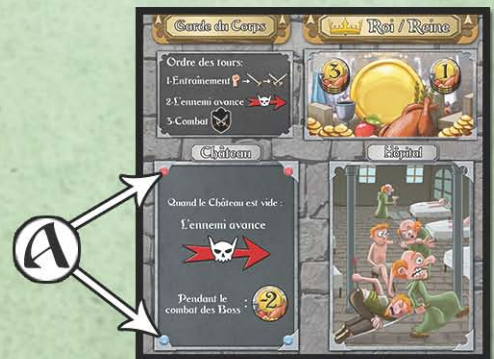 Garde du Corps
Roi / Reine
Ordre des tours:
1-Entrainement
2-L'ennemi avance
3-Combat
3
1
Château
Hôpital
Quand le Château est vide :
L'ennemi avance
Pendant le
combat des Boss :
-2
A